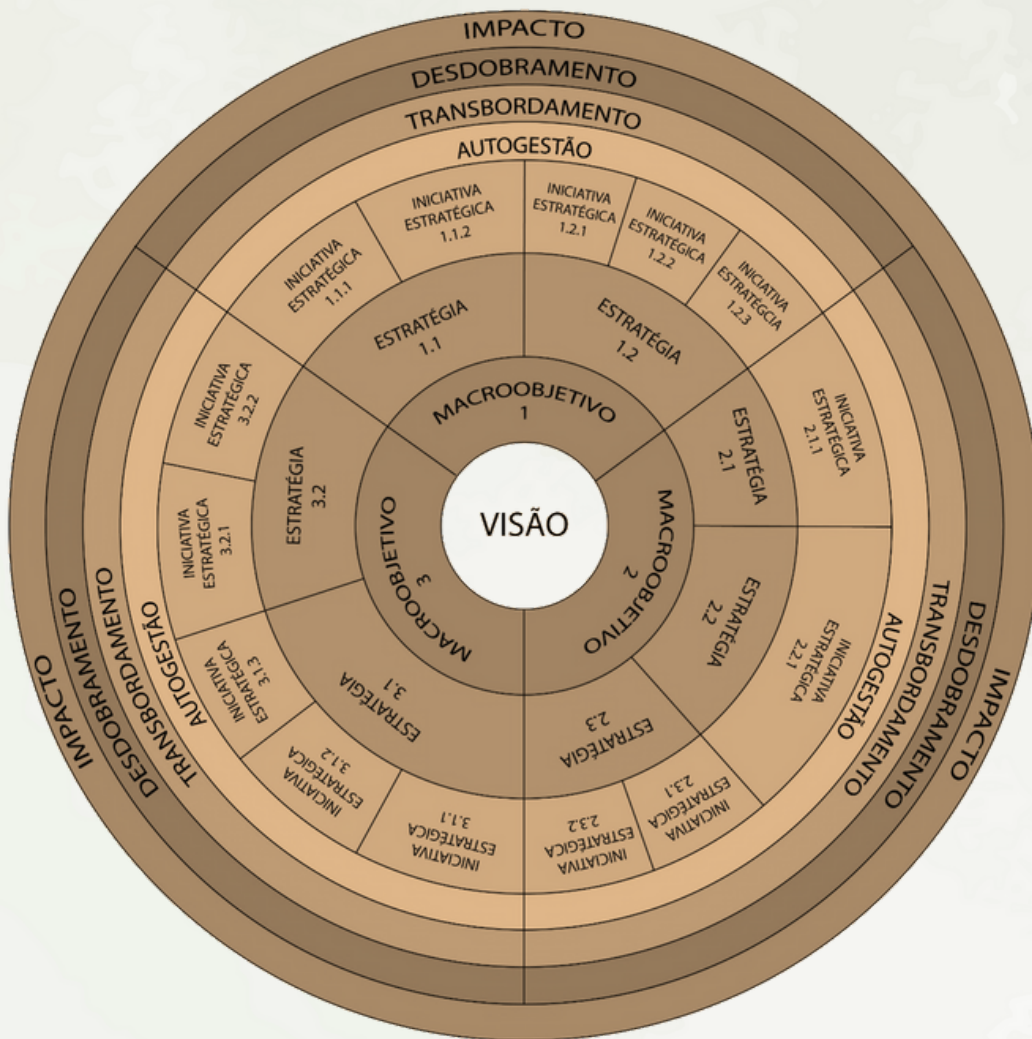 IMPACTO
DESDOBRAMENTO
TRANSBORDAMENTO
AUTOGESTÃO
INICIATIVA
ESTRATÉGICA
1.1.1
INICIATIVA
ESTRATÉGICA
1.1.2
INICIATIVA
ESTRATÉGICA
1.2.1
INICIATIVA
ESTRATÉGICA
1.2.2
INICIATIVA
ESTRATÉGCIA
1.2.3
ESTRATÉGIA
1.1
ESTRATÉGIA
1.2
MACROOBJETIVO
1
VISÃO
MACROOBJETIVO
2
ESTRATÉGIA
2.1
ESTRATÉGIA
2.2
ESTRATÉGIA
2.3
INICIATIVA
ESTRATÉGICA
2.1.1
INICIATIVA
ESTRATÉGICA
2.2.1
INICIATIVA
ESTRATÉGICA
2.3.1
INICIATIVA
ESTRATÉGICA
2.3.2
AUTOGESTÃO
TRANSBORDAMENTO
DESDOBRAMENTO
IMPACTO
MACROOBJETIVO
3
ESTRATÉGIA
3.1
ESTRATÉGIA
3.2
INICIATIVA
ESTRATÉGICA
3.1.1
INICIATIVA
ESTRATÉGICA
3.1.2
INICIATIVA
ESTRATÉGICA
3.1.3
INICIATIVA
ESTRATÉGICA
3.2.1
INICIATIVA
ESTRATÉGICA
3.2.2
AUTOGESTÃO
TRANSBORDAMENTO
DESDOBRAMENTO
IMPACTO